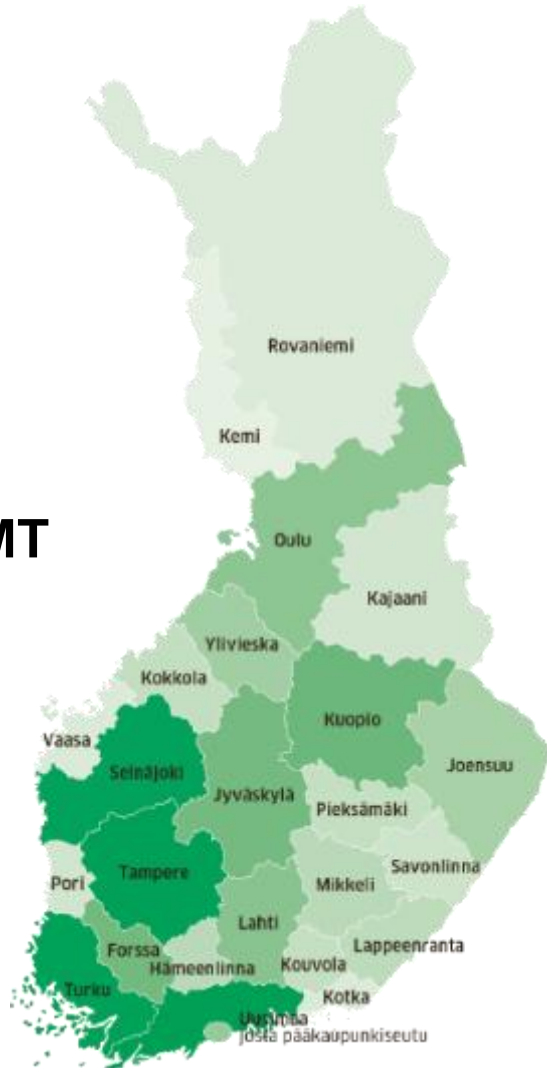 Rovaniemi
Kemi
MT
Oulu
Kajaani
Ylivieska
Kokkola
Kuopio
Vaasa
Joensuu
Seinäjoki
Jyväskylä
Pieksämäki
Savonlinna
Tampere
Pori
Mikkeli
Lahti
Lappeenranta
Forssa
Hämeenlinna
Kouvola
Turku
Kotka
Uusimaa
josta pääkaupunkiseutu